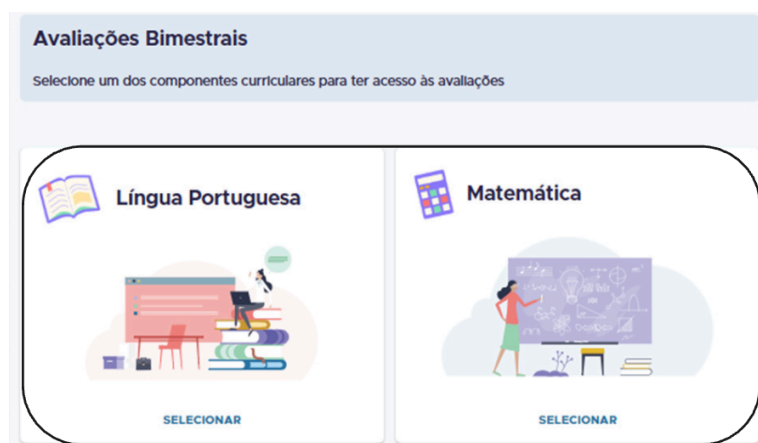 Avaliações Bimestrais
Selecione um dos componentes curriculares para ter acesso às avaliações
Língua Portuguesa
Matemática
SELECIONAR
SELECIONAR